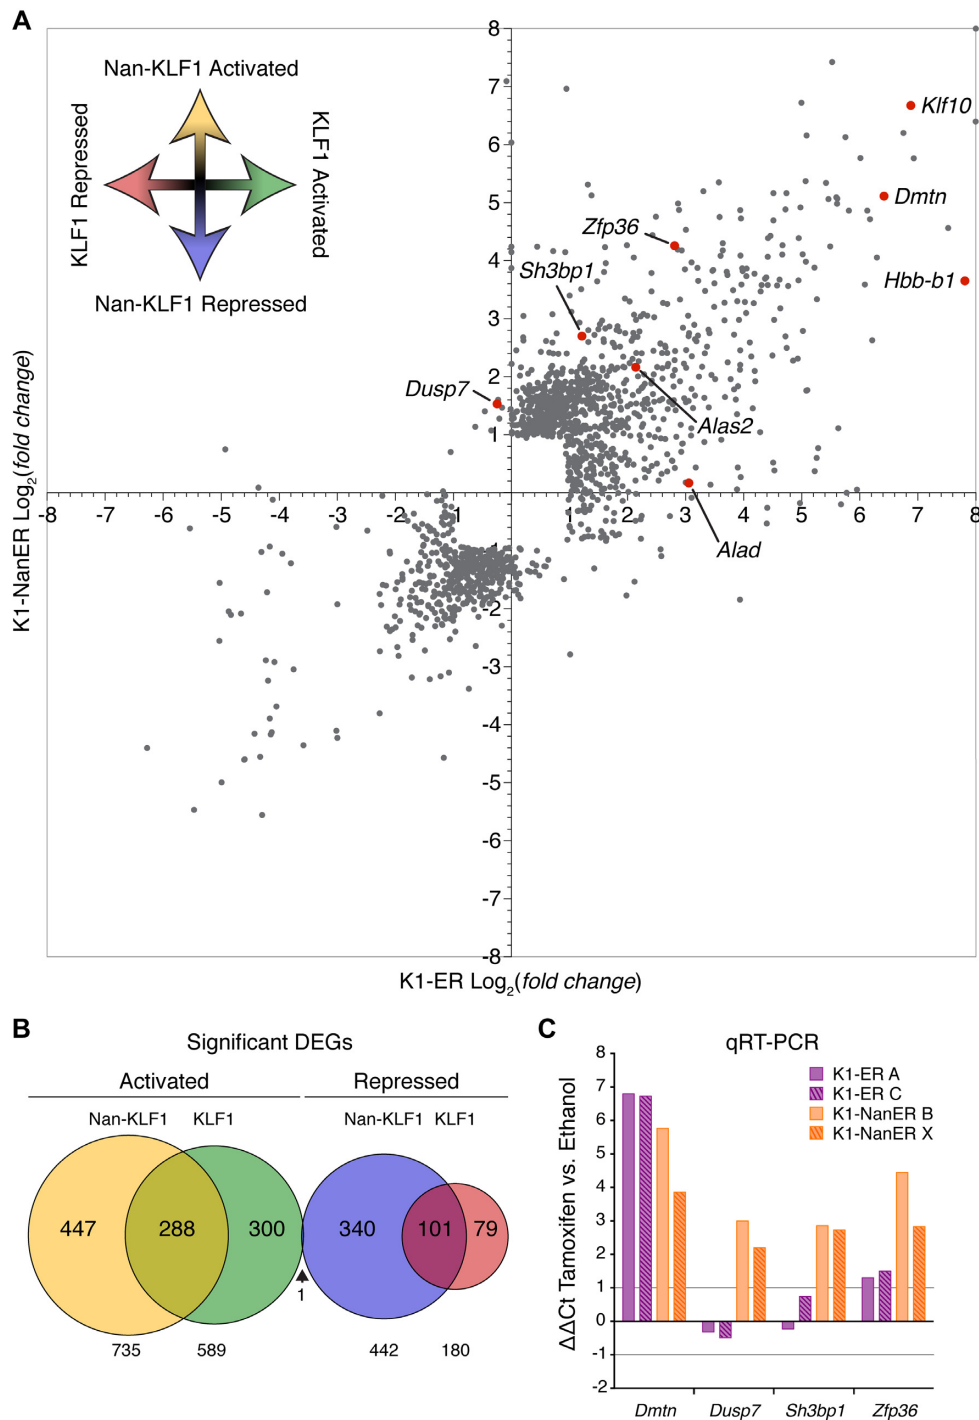 A
Nan-KLF1 Activated
KLF1 Repressed
KLF1 Activated
Nan-KLF1 Repressed
8
7
6
5
4
3
2
1
-1
-2
-3
-4
-5
-6
-7
-8
-8 -7 -6 -5 -4 -3 -2 -1 1 2 3 4 5 6 7 8
Klf10
Dmtn
Zfp36
Sh3bp1
Hbb-b1
Dusp7
Alas2
Alad
K1-NanER Log2(fold change)
K1-ER Log2(fold change)
B
Significant DEGs
Activated Repressed
Nan-KLF1 KLF1 Nan-KLF1 KLF1
447 288 300 340 101 79
1
735 589 442 180
C
qRT-PCR
K1-ER A
K1-ER C
K1-NanER B
K1-NanER X
ΔΔCt Tamoxifen vs. Ethanol
8
7
6
5
4
3
2
1
0
-1
-2
Dmtn Dusp7 Sh3bp1 Zfp36